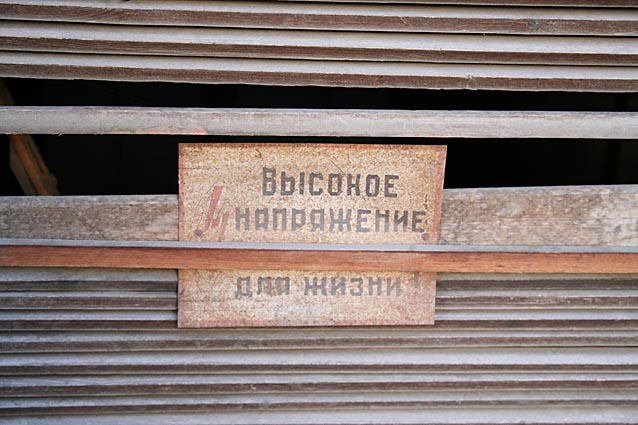 Высокое
напряжение
для жизни!